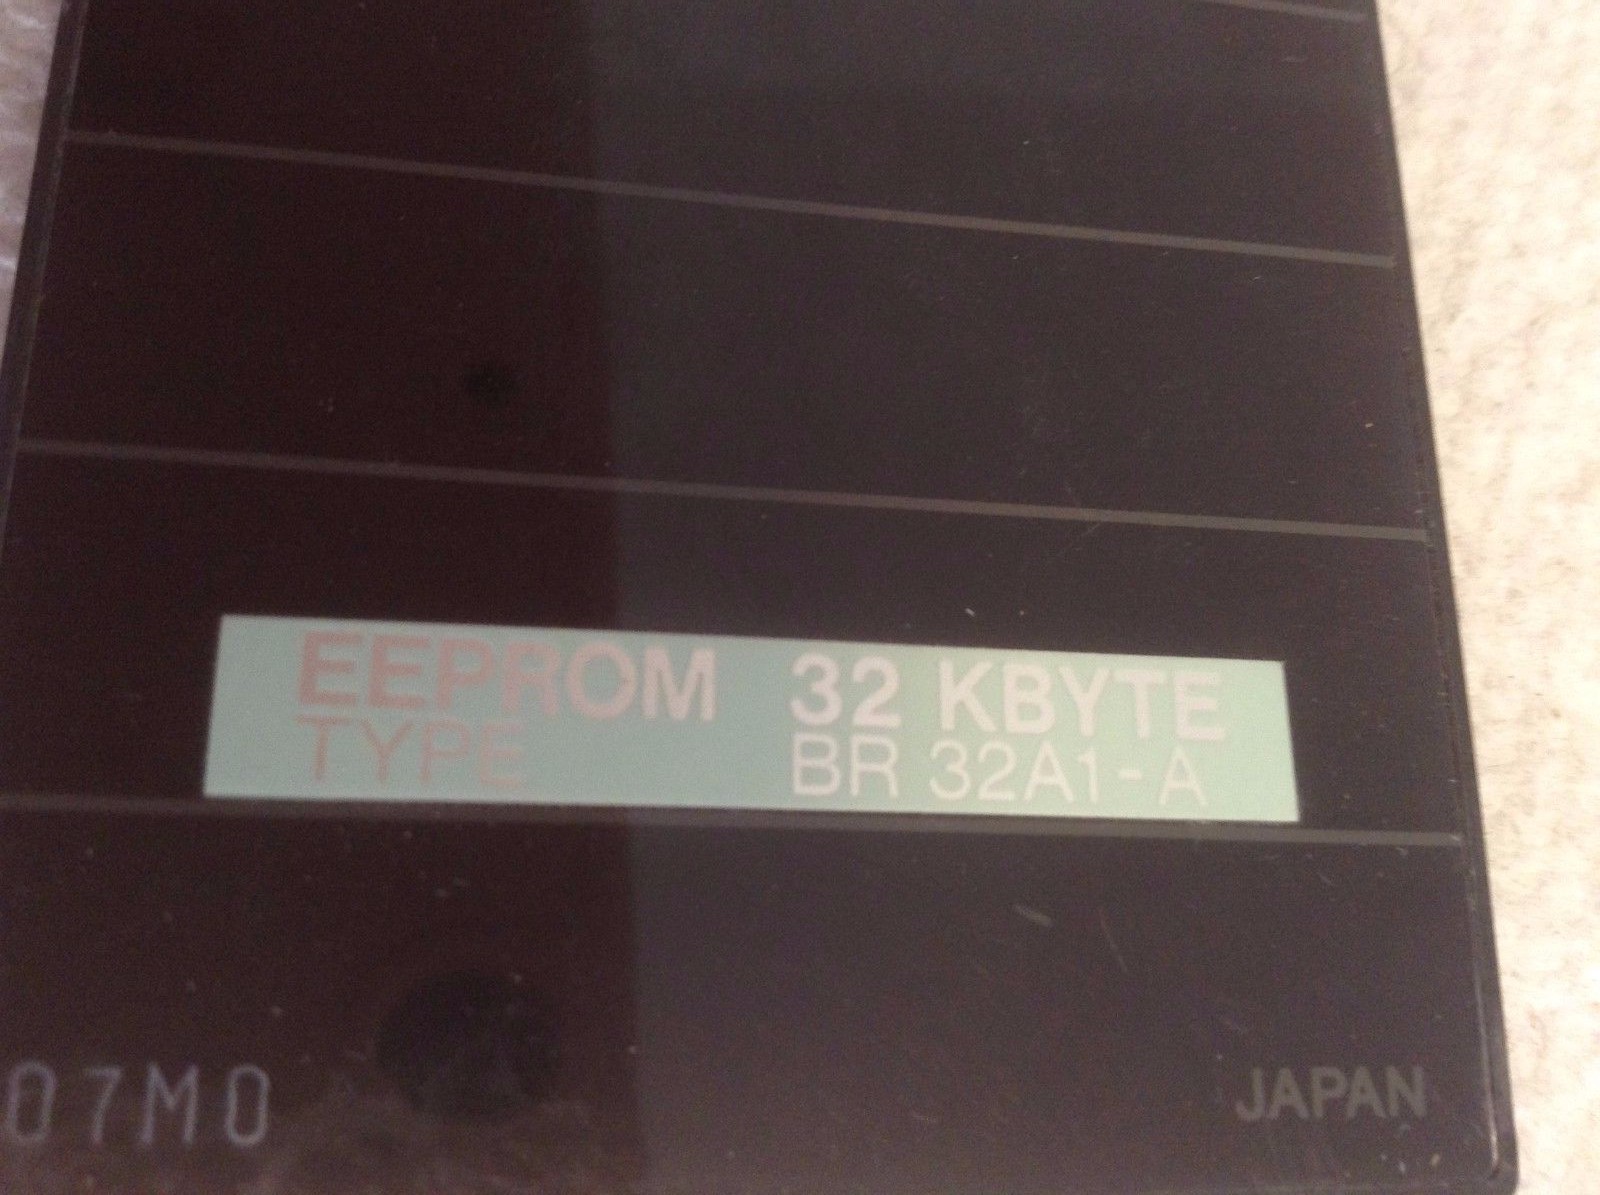 EEPROM 32 KBYTE
TYPE BR 32A1-A
07M0
JAPAN